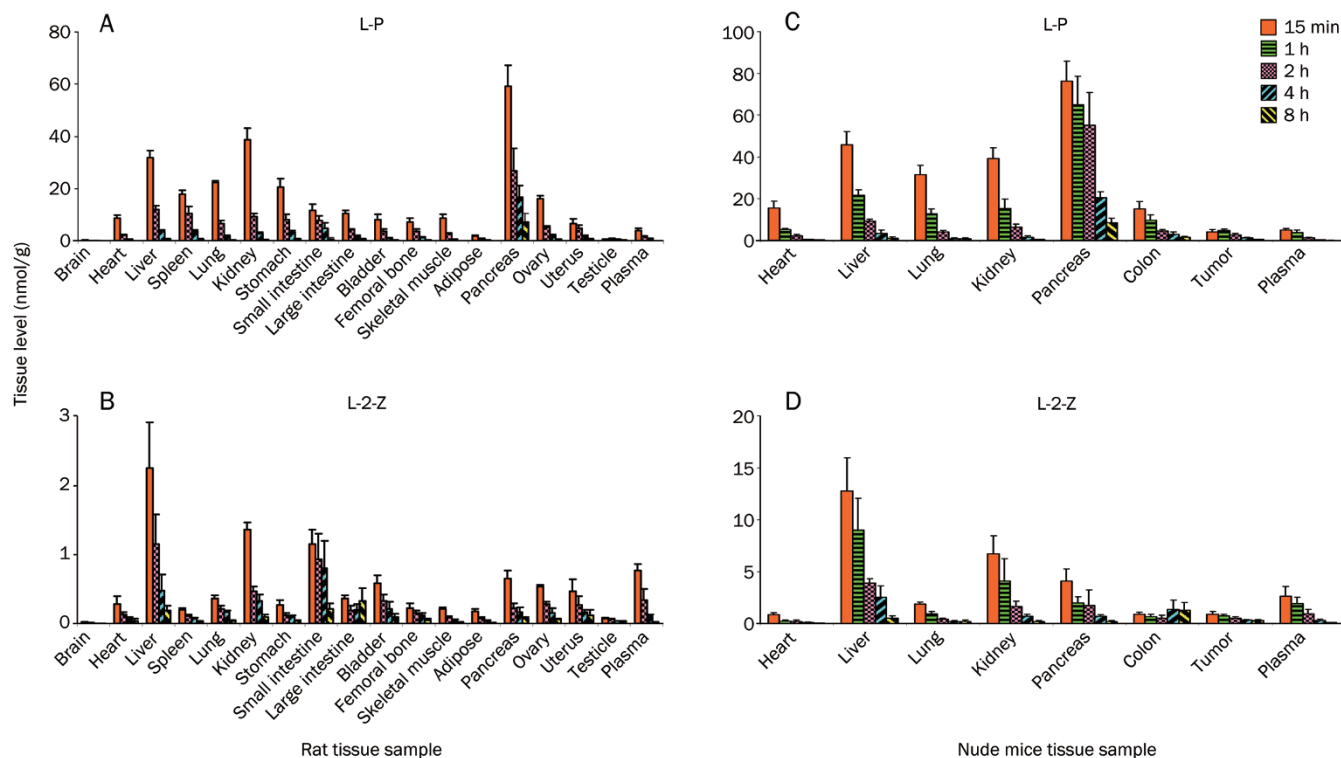 A
L-P
80
60
40
20
0
Brain
Heart
Liver
Spleen
Lung
Kidney
Stomach
Small intestine
Large intestine
Bladder
Femoral bone
Skeletal muscle
Adipose
Pancreas
Ovary
Uterus
Testicle
Plasma
C
L-P
100
80
60
40
20
0
Heart
Liver
Lung
Kidney
Pancreas
Colon
Tumor
Plasma
15 min
1 h
2 h
4 h
8 h
Tissue level (nmol/g)
B
L-2-Z
3
2
1
0
Brain
Heart
Liver
Spleen
Lung
Kidney
Stomach
Small intestine
Large intestine
Bladder
Femoral bone
Skeletal muscle
Adipose
Pancreas
Ovary
Uterus
Testicle
Plasma
Rat tissue sample
D
L-2-Z
20
15
10
5
0
Heart
Liver
Lung
Kidney
Pancreas
Colon
Tumor
Plasma
Nude mice tissue sample